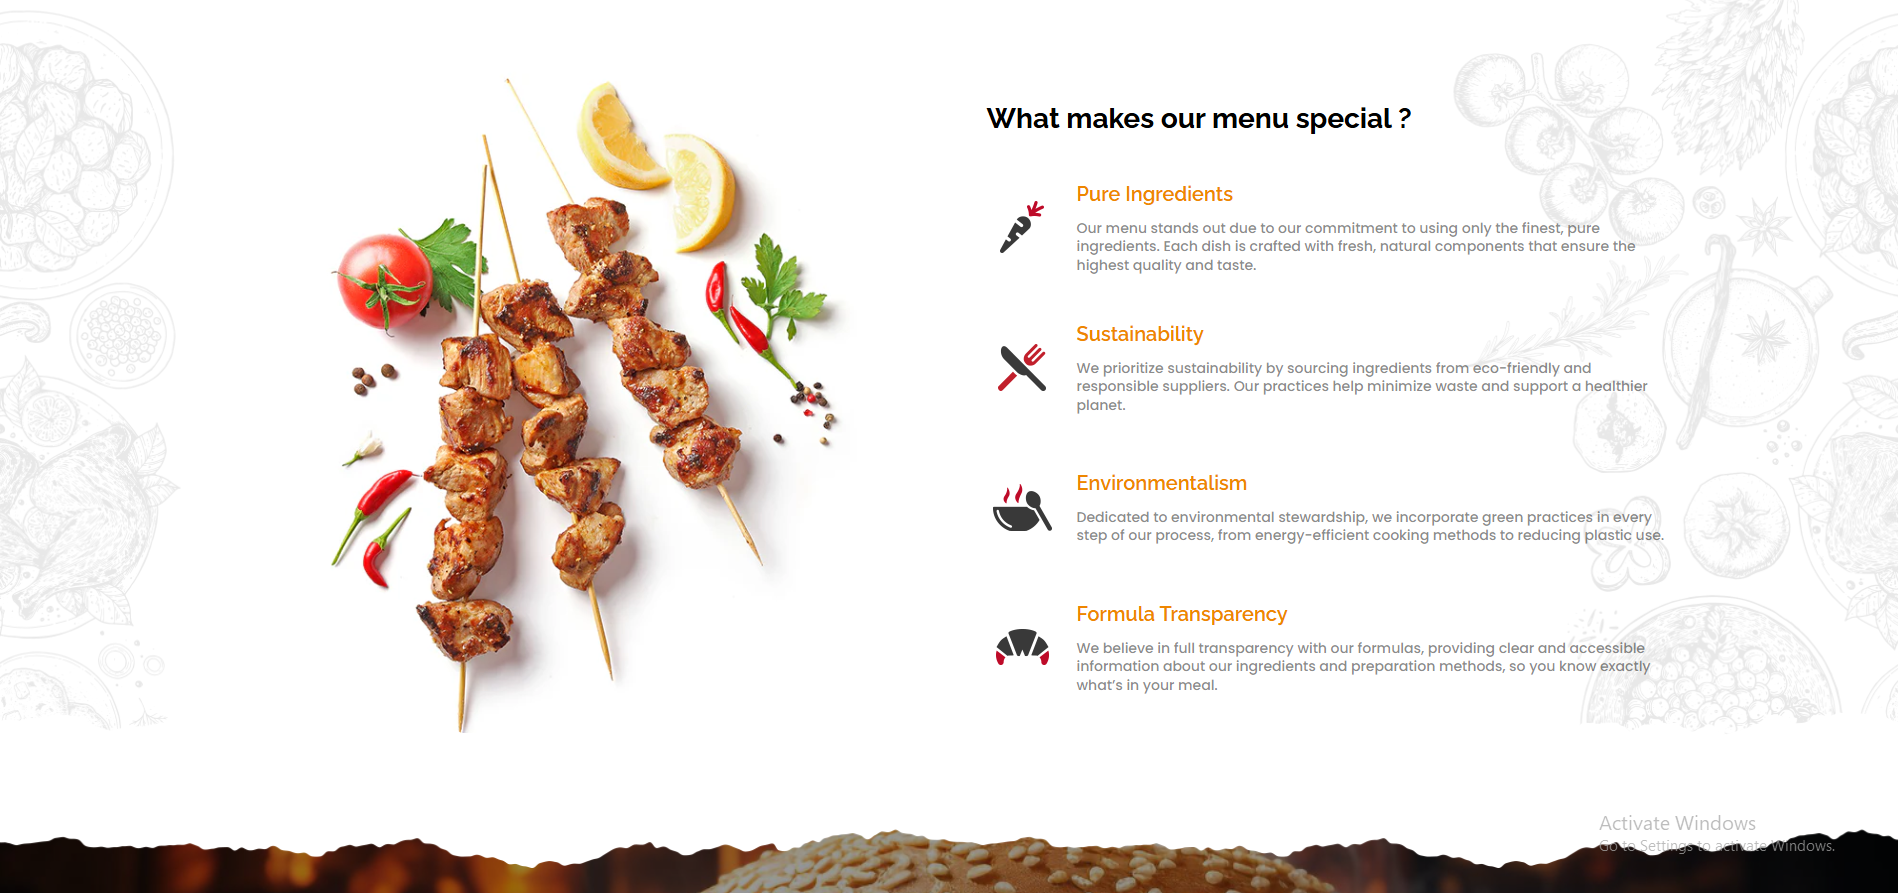 What makes our menu special ?
Pure Ingredients
Our menu stands out due to our commitment to using only the finest, pure
ingredients. Each dish is crafted with fresh, natural components that ensure the
highest quality and taste.
Sustainability
We prioritize sustainability by sourcing ingredients from eco-friendly and
responsible suppliers. Our practices help minimize waste and support a healthier
planet.
Environmentalism
Dedicated to environmental stewardship, we incorporate green practices in every
step of our process, from energy-efficient cooking methods to reducing plastic use.
Formula Transparency
We believe in full transparency with our formulas, providing clear and accessible
information about our ingredients and preparation methods, so you know exactly
what's in your meal.
Activate Windows
Go to Settings to activate Windows.